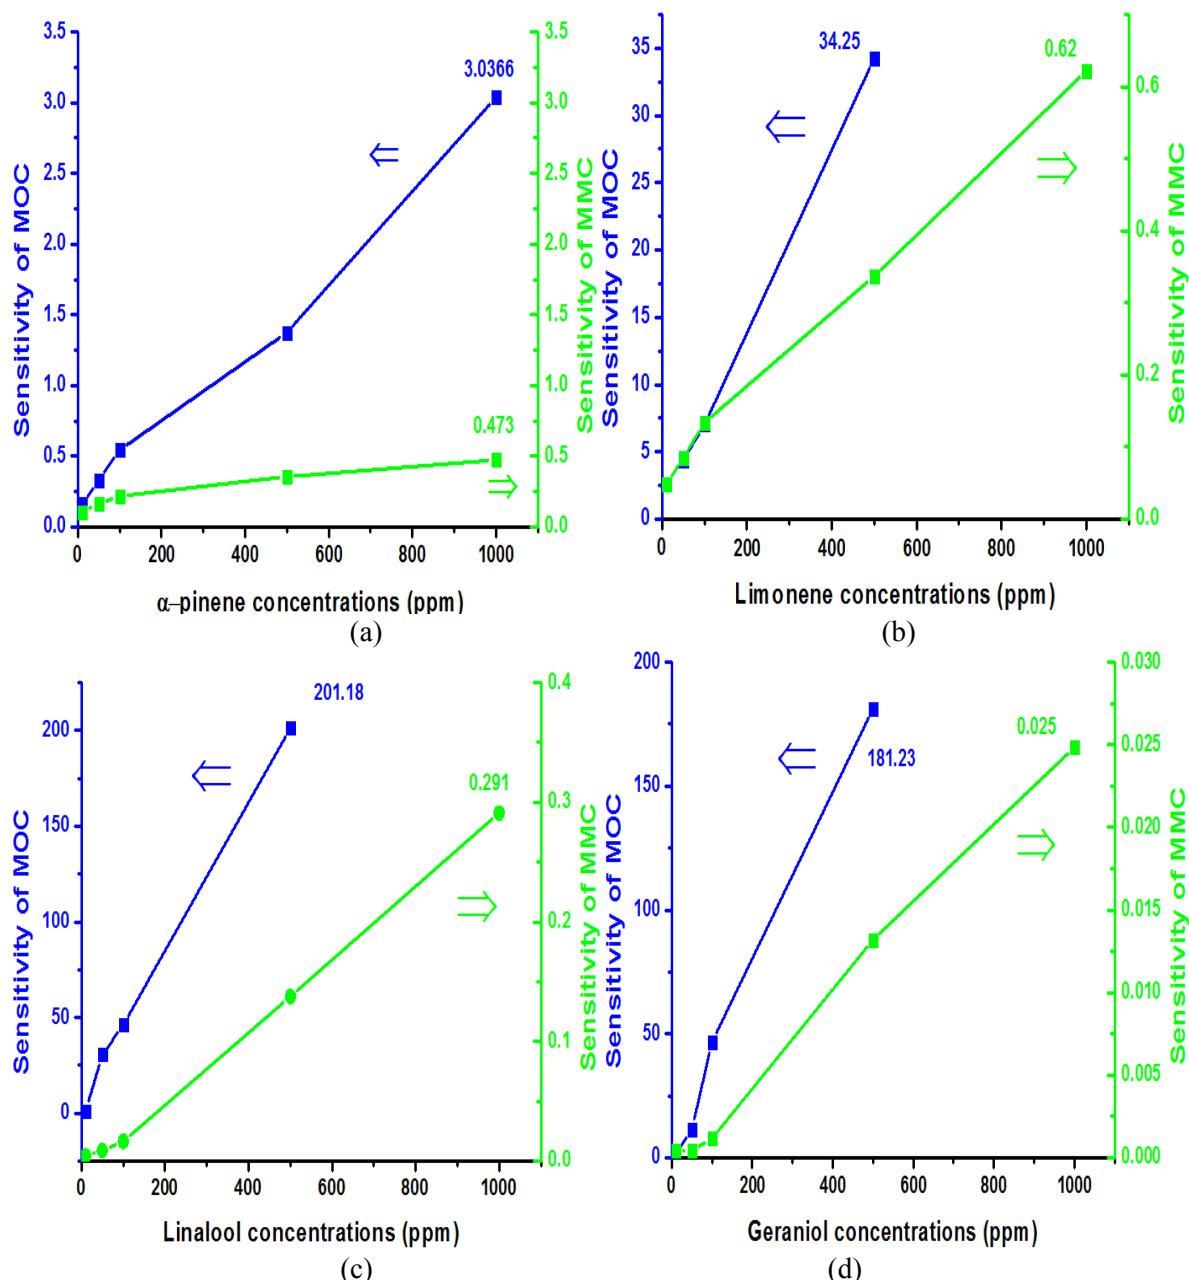 3.5
3.0
2.5
2.0
1.5
1.0
0.5
0.0
Sensitivity of MOC
3.0366
0.473
3.5
3.0
2.5
2.0
1.5
1.0
0.5
0.0
Sensitivity of MMC
0 200 400 600 800 1000
α–pinene concentrations (ppm)
(a)
35
30
25
20
15
10
5
0
Sensitivity of MOC
34.25
0.62
0.6
0.4
0.2
0.0
Sensitivity of MMC
0 200 400 600 800 1000
Limonene concentrations (ppm)
(b)
200
150
100
50
0
Sensitivity of MOC
201.18
0.291
0.4
0.3
0.2
0.1
0.0
Sensitivity of MMC
0 200 400 600 800 1000
Linalool concentrations (ppm)
(c)
200
150
100
50
0
Sensitivity of MOC
181.23
0.025
0.030
0.025
0.020
0.015
0.010
0.005
0.000
Sensitivity of MMC
0 200 400 600 800 1000
Geraniol concentrations (ppm)
(d)